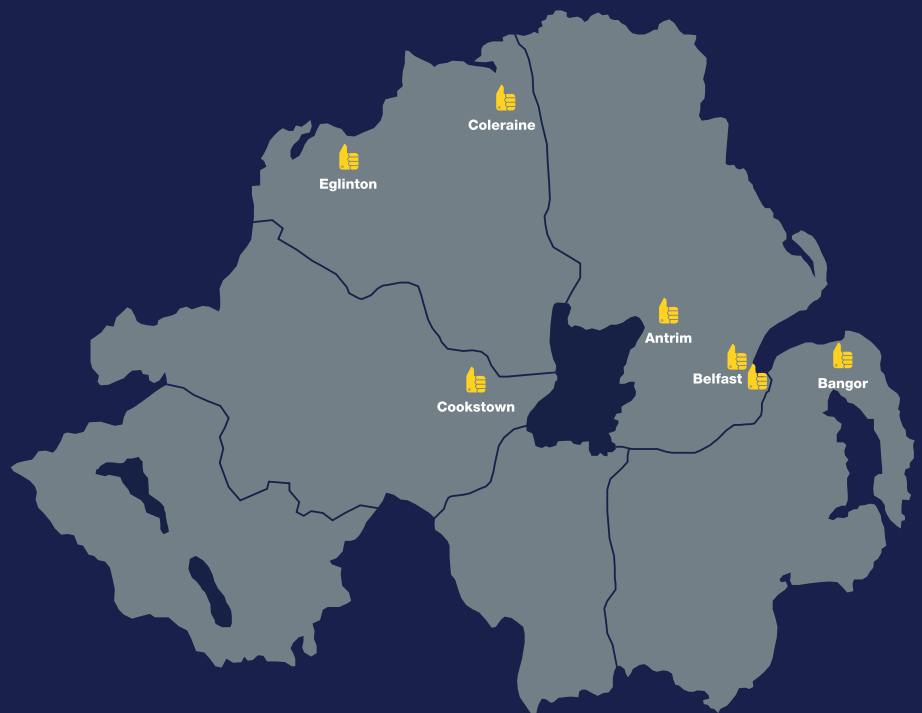 Coleraine
Eglinton
Antrim
Belfast
Bangor
Cookstown